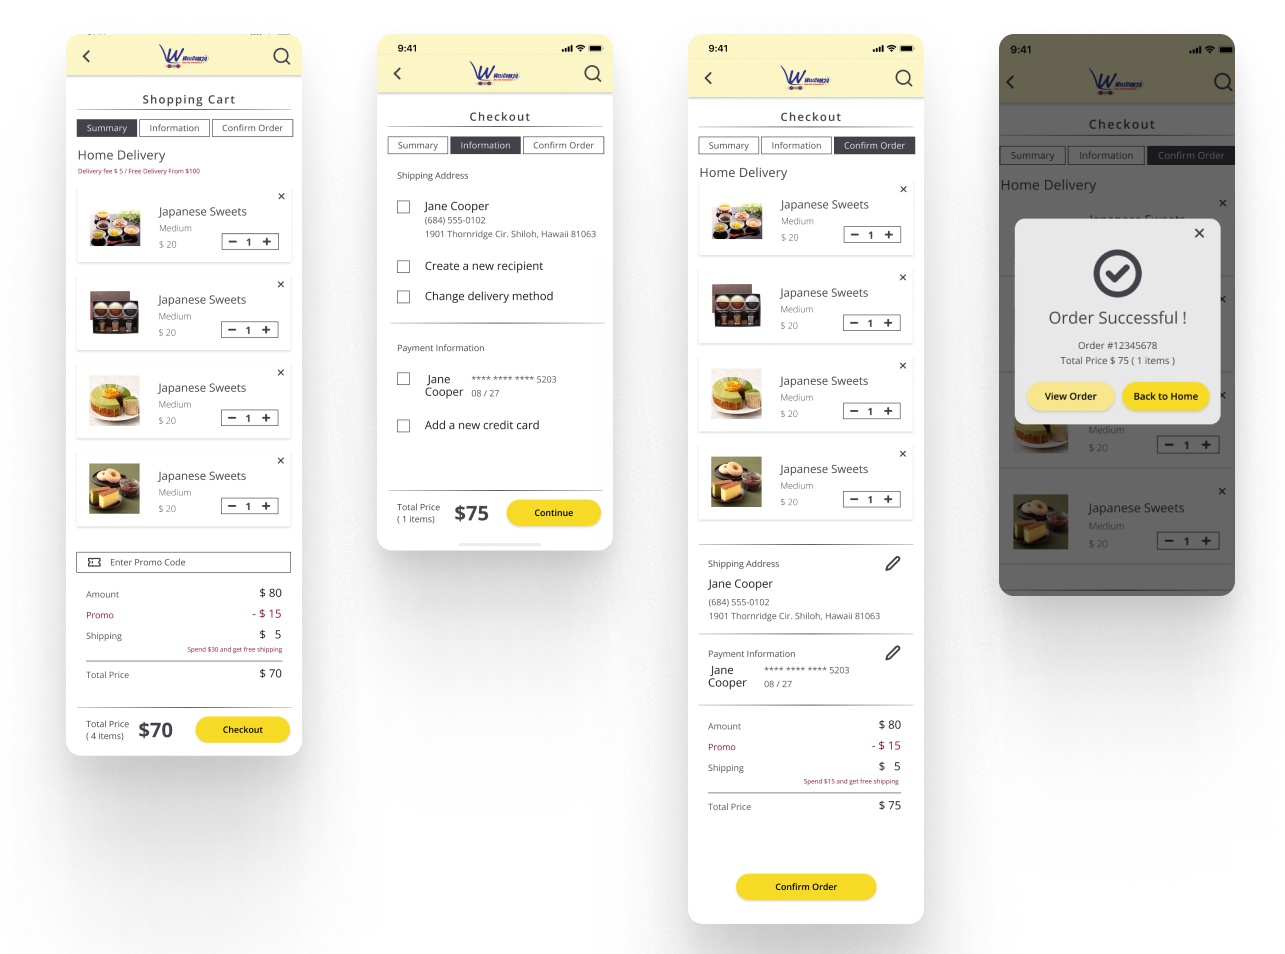 Shopping Cart
Summary
Information
Confirm Order
Home Delivery
Delivery fee $ 5 / Free Delivery From $100
Japanese Sweets
Medium
$ 20
1
Japanese Sweets
Medium
$ 20
1
Japanese Sweets
Medium
$ 20
1
Japanese Sweets
Medium
$ 20
1
Enter Promo Code
Amount $ 80
Promo - $ 15
Shipping $ 5
Spend $30 and get free shipping
Total Price $ 70
Total Price
( 4 items)
$70
Checkout
9:41
Checkout
Summary
Information
Confirm Order
Shipping Address
Jane Cooper
(684) 555-0102
1901 Thornridge Cir. Shiloh, Hawaii 81063
Create a new recipient
Change delivery method
Payment Information
Jane
Cooper
**** **** **** 5203
08 / 27
Add a new credit card
Total Price
( 1 items)
$75
Continue
9:41
Checkout
Summary
Information
Confirm Order
Home Delivery
Japanese Sweets
Medium
$ 20
1
Japanese Sweets
Medium
$ 20
1
Japanese Sweets
Medium
$ 20
1
Japanese Sweets
Medium
$ 20
1
Shipping Address
Jane Cooper
(684) 555-0102
1901 Thornridge Cir. Shiloh, Hawaii 81063
Payment Information
Jane
Cooper
**** **** **** 5203
08 / 27
Amount $ 80
Promo - $ 15
Shipping $ 5
Spend $15 and get free shipping
Total Price $ 75
Confirm Order
9:41
Checkout
Summary
Information
Confirm Order
Home Delivery
Japanese Sweets
Order Successful !
Order #12345678
Total Price $ 75 ( 1 items )
View Order
Back to Home
Medium
$ 20
1
Japanese Sweets
Medium
$ 20
1